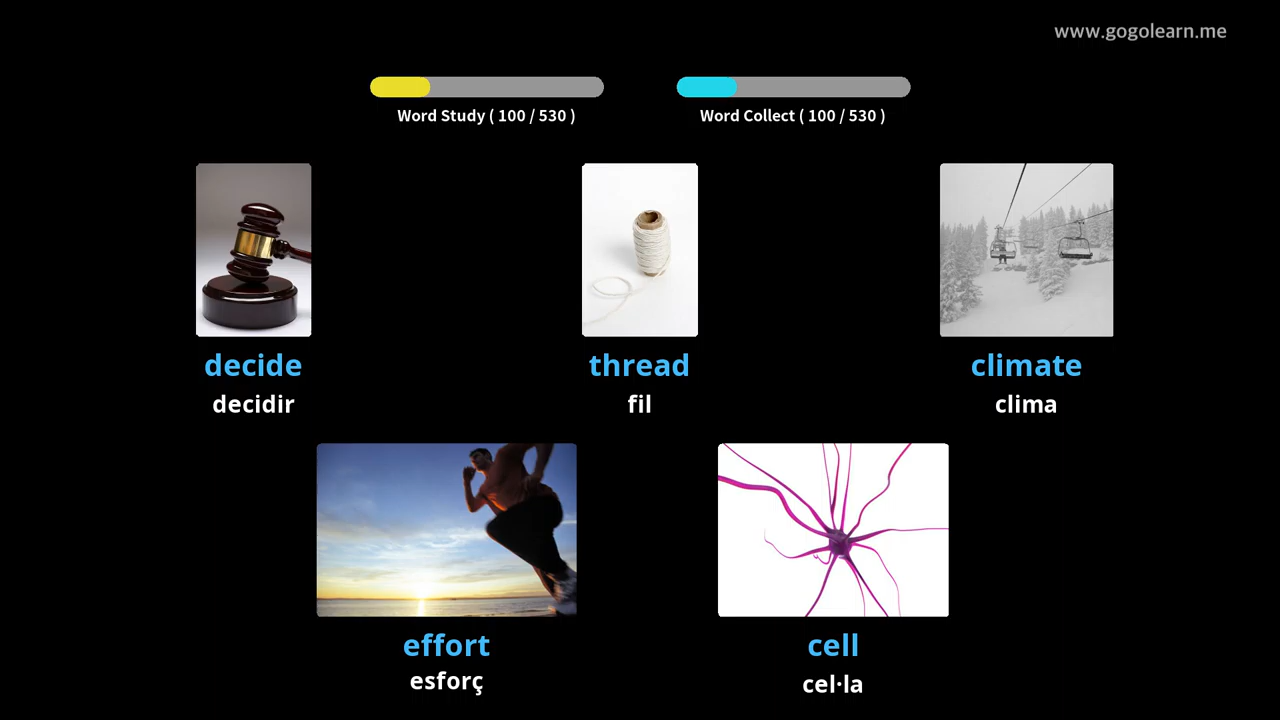 www.gogolearn.me
Word Study ( 100 / 530 )
Word Collect ( 100 / 530 )
decide
decidir
thread
fil
climate
clima
effort
esforç
cell
cel·la